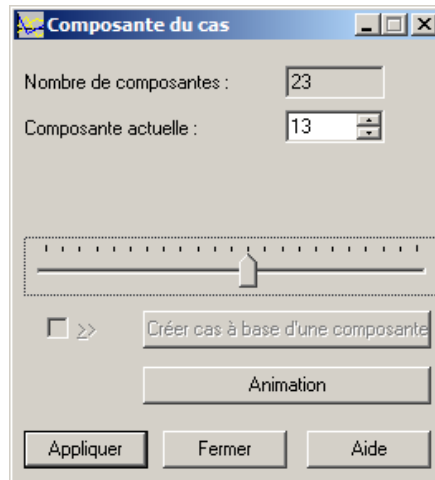 Composante du cas
Nombre de composantes : 23
Composante actuelle : 13
>> Créer cas à base d'une composante
Animation
Appliquer Fermer Aide